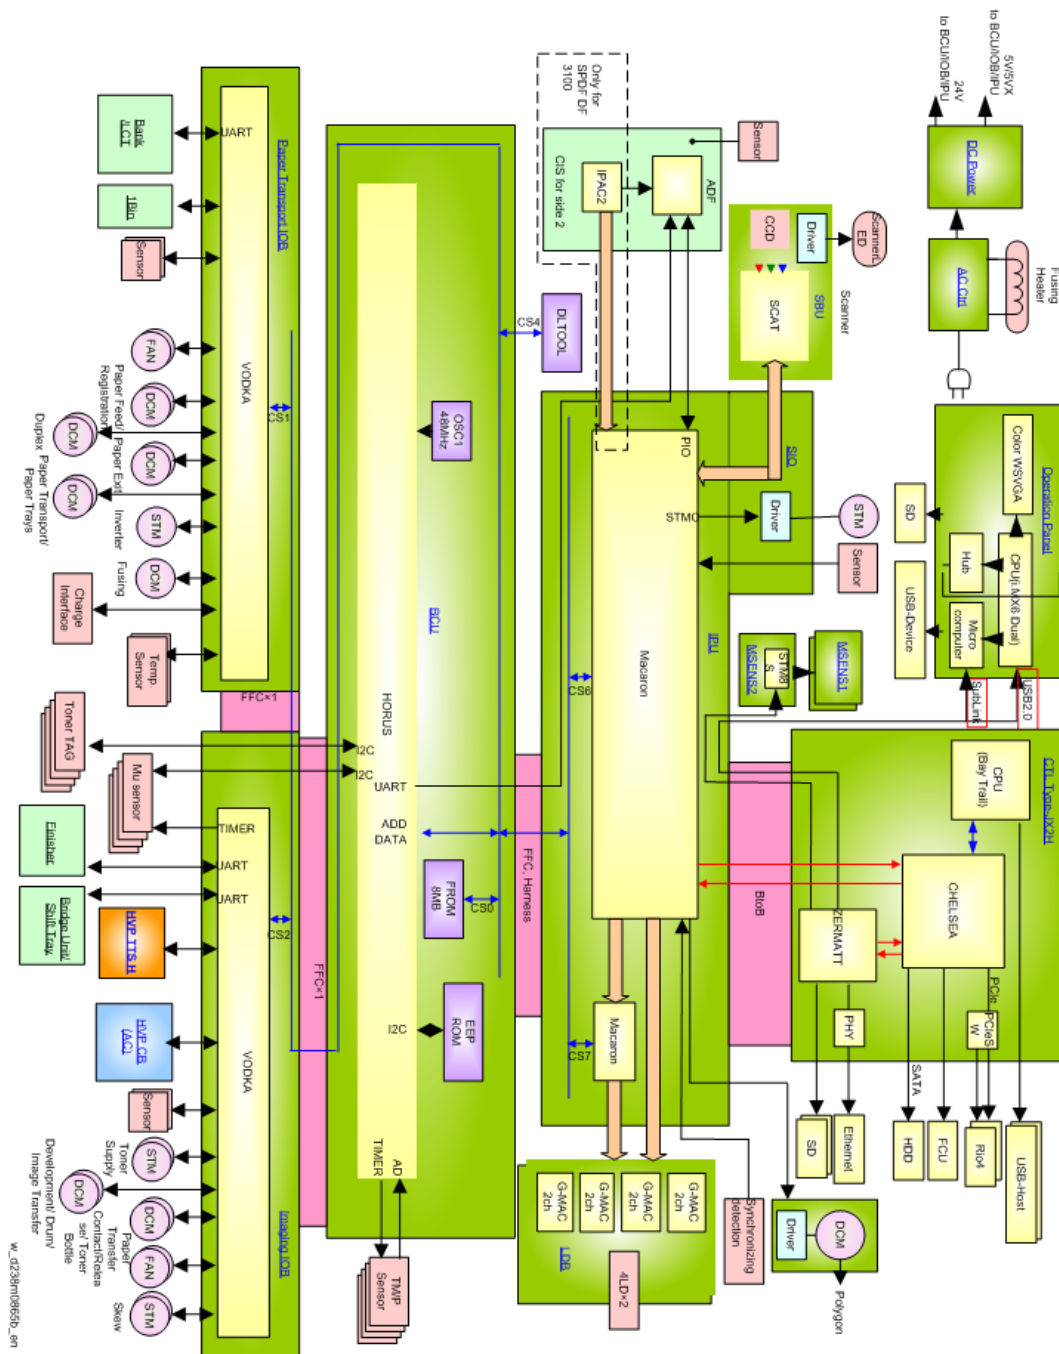 5V/5VX
to BCU/IOB/IPU
24V
to BCU/IOB/IPU
DC Power
AC Ctrl
Fusing
Heater
Operation Panel
Color WSVGA
CPU(i.MX6 Dual)
Hub
Micro
computer
SD
USB-Device
SubLink
USB2.0
CTL Type-JX2H
CPU
(Bay Trail)
CHELSEA
ZERMATT
PHY
PCIe
PCIeS
W
SATA
SD
Ethernet
HDD
FCU
Rio4
USB-Host
ScannerL
ED
Scanner
Driver
CCD
SBU
SCAT
SIO
STM
Driver
Sensor
MSENS1
MSENS2
STM8
S
BtoB
DCM
Driver
Polygon
Only for
SPDF DF
3100
Sensor
ADF
IPAC2
CIS for side 2
DLTOOL
CS4
IPU
PIO
STMC
Macaron
CS6
CS7
Macaron
FFC, Harness
LDB
G-MAC
2ch
G-MAC
2ch
G-MAC
2ch
G-MAC
2ch
4LD×2
Synchronizing
detection
BCU
OSC1
48MHz
HORUS
I2C
I2C
UART
ADD
DATA
FROM
8MB
CS0
I2C
EEP
ROM
TIMER
AD
TM/P
Sensor
FFC×1
FFC×1
Paper Transport IOB
UART
VODKA
CS1
Bank
/LCT
1Bin
Sensor
FAN
DCM
Paper Feed/
Registration
DCM
Duplex
DCM
Paper Exit
DCM
Paper Transport/
Paper Trays
STM
Inverter
DCM
Fusing
Charge
Interface
Temp.
Sensor
Toner TAG
Mu sensor
Imaging IOB
TIMER
UART
UART
VODKA
CS2
Finisher
Bridge Unit/
Shift Tray
HVP TTS H
HVP CB
(AC)
Sensor
STM
Toner
Supply
DCM
Development/ Drum/
Image Transfer
DCM
Paper
Transfer
Contact/Relea
se/ Toner
Bottle
FAN
STM
Skew
w_d238m0865b_en